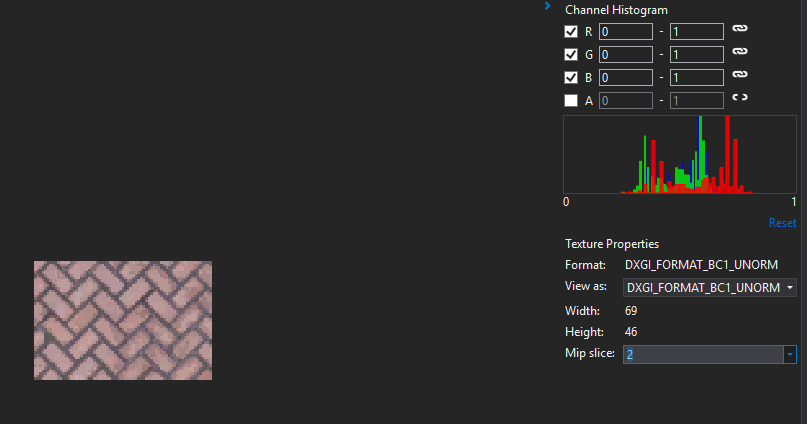 Channel Histogram
R 0 - 1
G 0 - 1
B 0 - 1
A 0 - 1
0 1
Reset
Texture Properties
Format: DXGI_FORMAT_BC1_UNORM
View as: DXGI_FORMAT_BC1_UNORM
Width: 69
Height: 46
Mip slice: 2